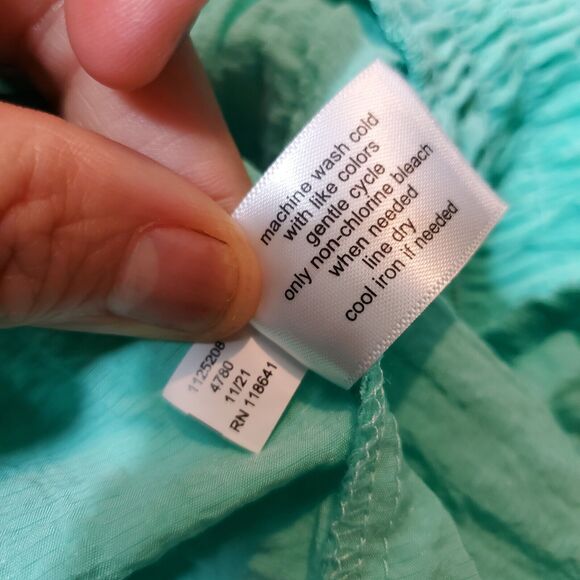 machine wash cold
with like colors
gentle cycle
only non-chlorine bleach
when needed
line dry
cool iron if needed
1125208
4780
11/21
RN 118641